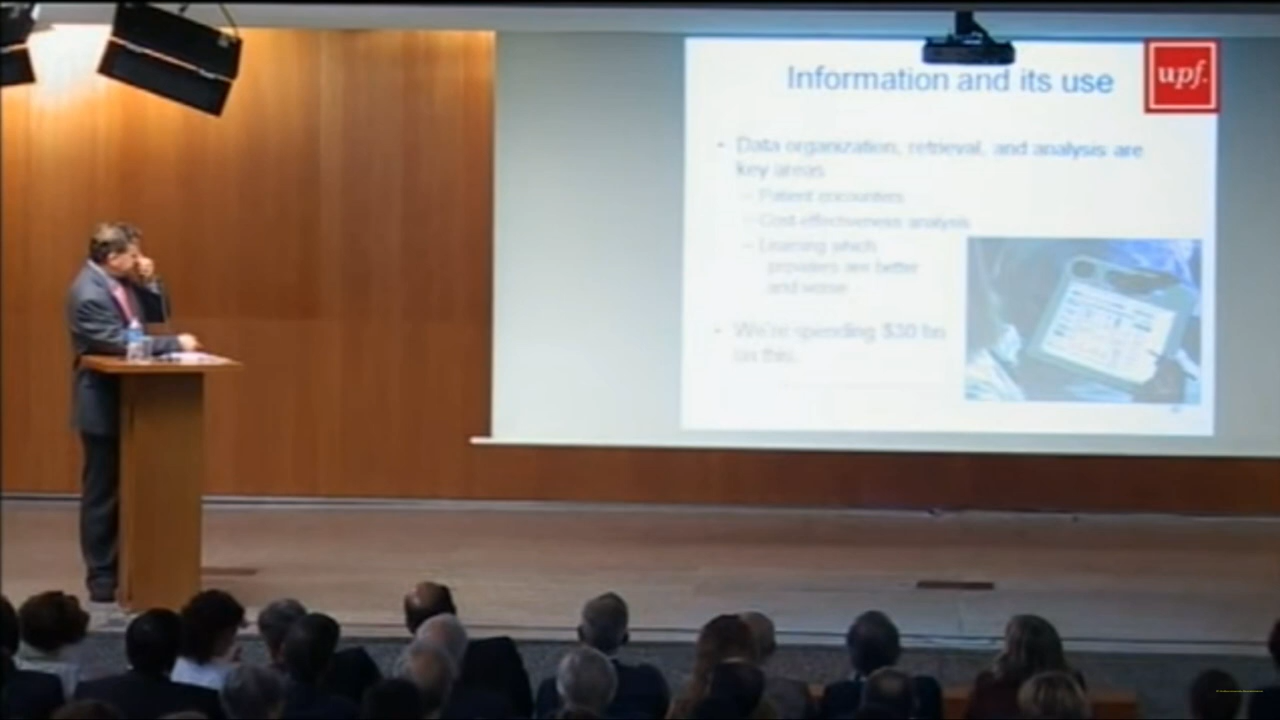 Information and its use
upf.
• Data organization, retrieval, and analysis are
key areas
– Patient encounters
– Cost-effectiveness analysis
– Learning which
providers are better
and worse
• We're spending $30 bn
on this.